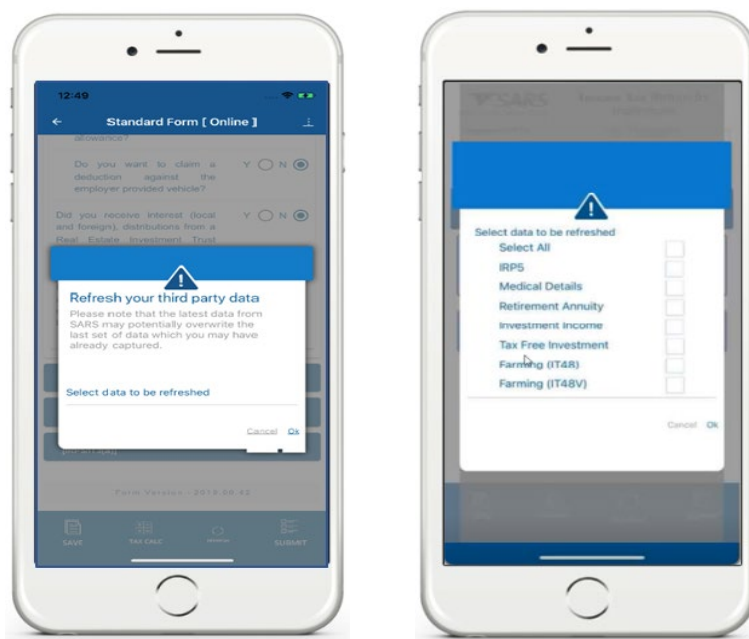 12:49
Standard Form [ Online ]
allowance?
Do you want to claim a
deduction against the
employer provided vehicle?
Y N
Did you receive interest (local
and foreign), distributions from a
Real Estate Investment Trust
Y N
Refresh your third party data
Please note that the latest data from
SARS may potentially overwrite the
last set of data which you may have
already captured.
Select data to be refreshed
Cancel Ok
Form Version - 2019.09.42
SAVE
TAX CALC
SUBMIT
SARS
Select data to be refreshed
Select All
IRP5
Medical Details
Retirement Annuity
Investment Income
Tax Free Investment
Farming (IT48)
Farming (IT48V)
Cancel Ok